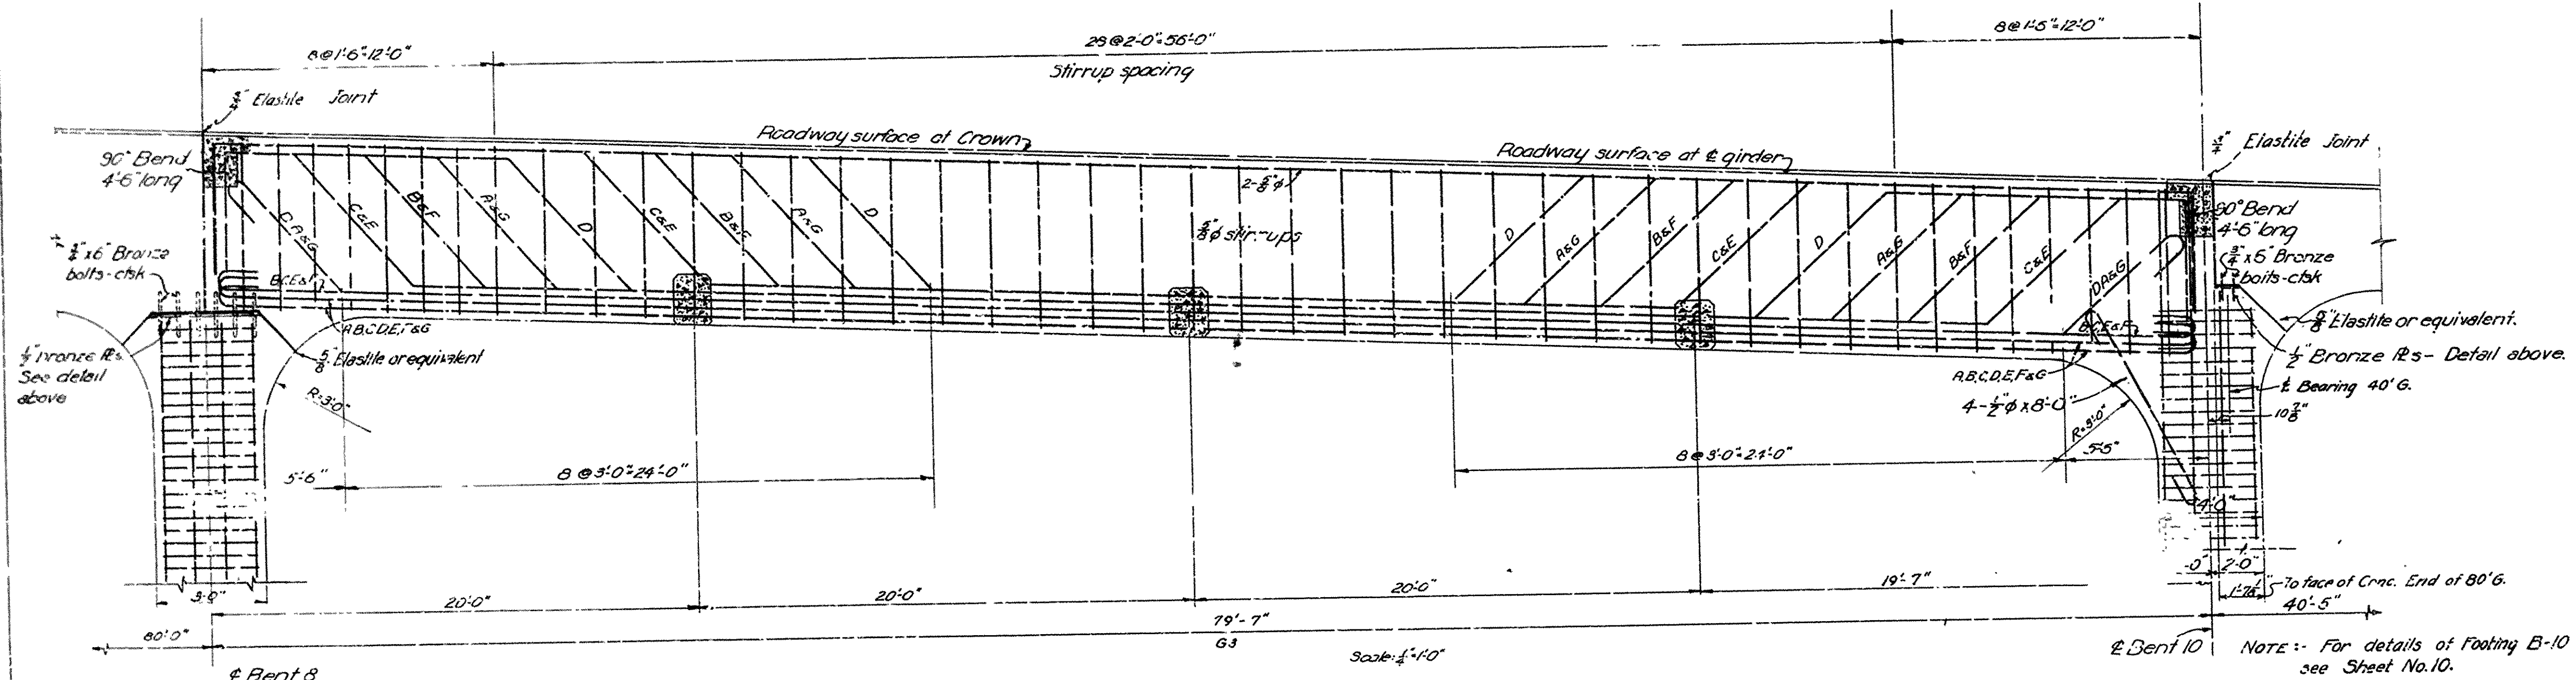 8@1'-6"=12'-0"
28@2'-0"=56'-0"
8@1'-6"=12'-0"
Stirrup spacing
3/4" Elastite Joint
Roadway surface at Crown
Roadway surface at ℄ girder
3/4" Elastite Joint
90° Bend
4'-6" long
2-5/8"ϕ
90° Bend
4'-6" long
C A&G
C&E
B&F
A&G
D
C&E
B&F
A&G
D
5/8"ϕ stirrups
D
A&G
B&F
C&E
D
A&G
B&F
C&E
D A&G
3/4"x6" Bronze
bolts-ctsk
3/4"x6" Bronze
bolts-ctsk
B,C,E&F
B,C,E&F
A,B,C,D,E,F&G
A,B,C,D,E,F&G
1/2" bronze ℞s.
See detail
above
5/8" Elastite or equivalent
5/8" Elastite or equivalent.
1/2" Bronze ℞s - Detail above.
℄ Bearing 40' G.
10 7/8"
4-1/2"ϕx8'-0"
R=3'-0"
R=3'-0"
5'-6"
8@3'-0"=24'-0"
8@3'-0"=24'-0"
5'-5"
4'-0"
3'-9"
20'-0"
20'-0"
20'-0"
19'-7"
2'-0"
To face of Conc. End of 80' G.
80'-0"
79'-7"
40'-5"
G3
Scale: 1/4"=1'-0"
℄ Bent 8
℄ Bent 10
NOTE:- For details of Footing B-10
see Sheet No.10.